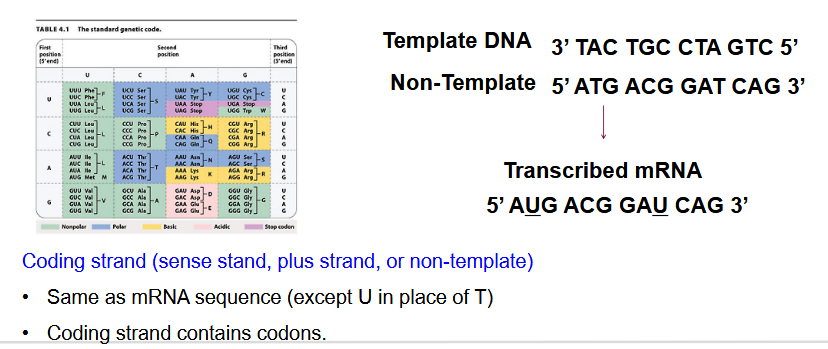 TABLE 4.1 The standard genetic code.
First position (5'end)
Second position
Third position (3'end)
U C A G
U
UUU Phe UCU Ser UAU Tyr UGU Cys U
UUC Phe F UCC Ser UAC Tyr Y UGC Cys C C
UUA Leu UCA Ser S UAA Stop UGA Stop A
UUG Leu L UCG Ser UAG Stop UGG Trp W G
C
CUU Leu CCU Pro CAU His CGU Arg U
CUC Leu L CCC Pro P CAC His H CGC Arg R C
CUA Leu CCA Pro CAA Gln CGA Arg A
CUG Leu CCG Pro CAG Gln Q CGG Arg G
A
AUU Ile ACU Thr AAU Asn AGU Ser U
AUC Ile L ACC Thr T AAC Asn N AGC Ser S C
AUA Ile ACA Thr AAA Lys AGA Arg A
AUG Met M ACG Thr AAG Lys K AGG Arg R G
G
GUU Val GCU Ala GAU Asp GGU Gly U
GUC Val V GCC Ala A GAC Asp D GGC Gly G C
GUA Val GCA Ala GAA Glu GGA Gly A
GUG Val GCG Ala GAG Glu E GGG Gly G
Nonpolar Polar Basic Acidic Stop codon
Template DNA 3’ TAC TGC CTA GTC 5’
Non-Template 5’ ATG ACG GAT CAG 3’
Transcribed mRNA
5’ AUG ACG GAU CAG 3’
Coding strand (sense stand, plus strand, or non-template)
• Same as mRNA sequence (except U in place of T)
• Coding strand contains codons.